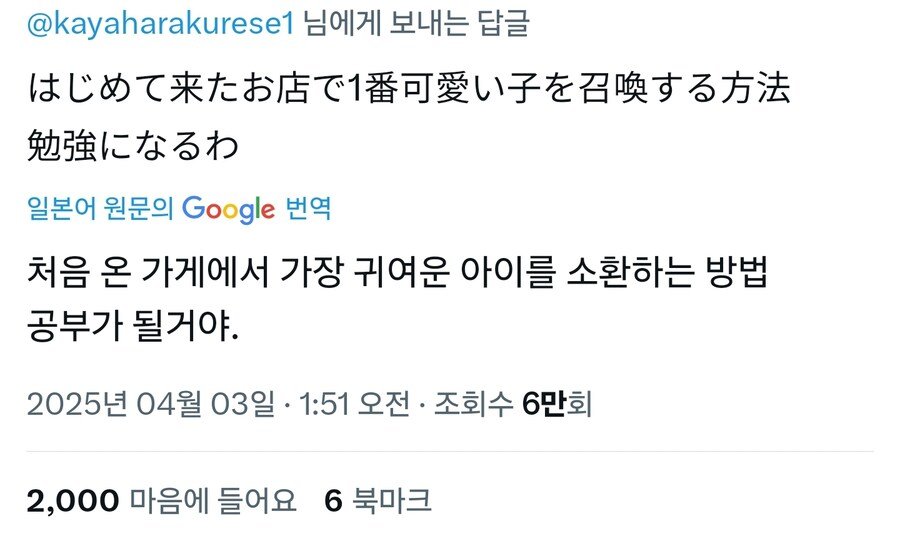 @kayaharakurese1 님에게 보내는 답글
はじめて来たお店で1番可愛い子を召喚する方法
勉強になるわ
일본어 원문의 Google 번역
처음 온 가게에서 가장 귀여운 아이를 소환하는 방법
공부가 될거야.
2025년 04월 03일 · 1:51 오전 · 조회수 6만회
2,000 마음에 들어요 6 북마크